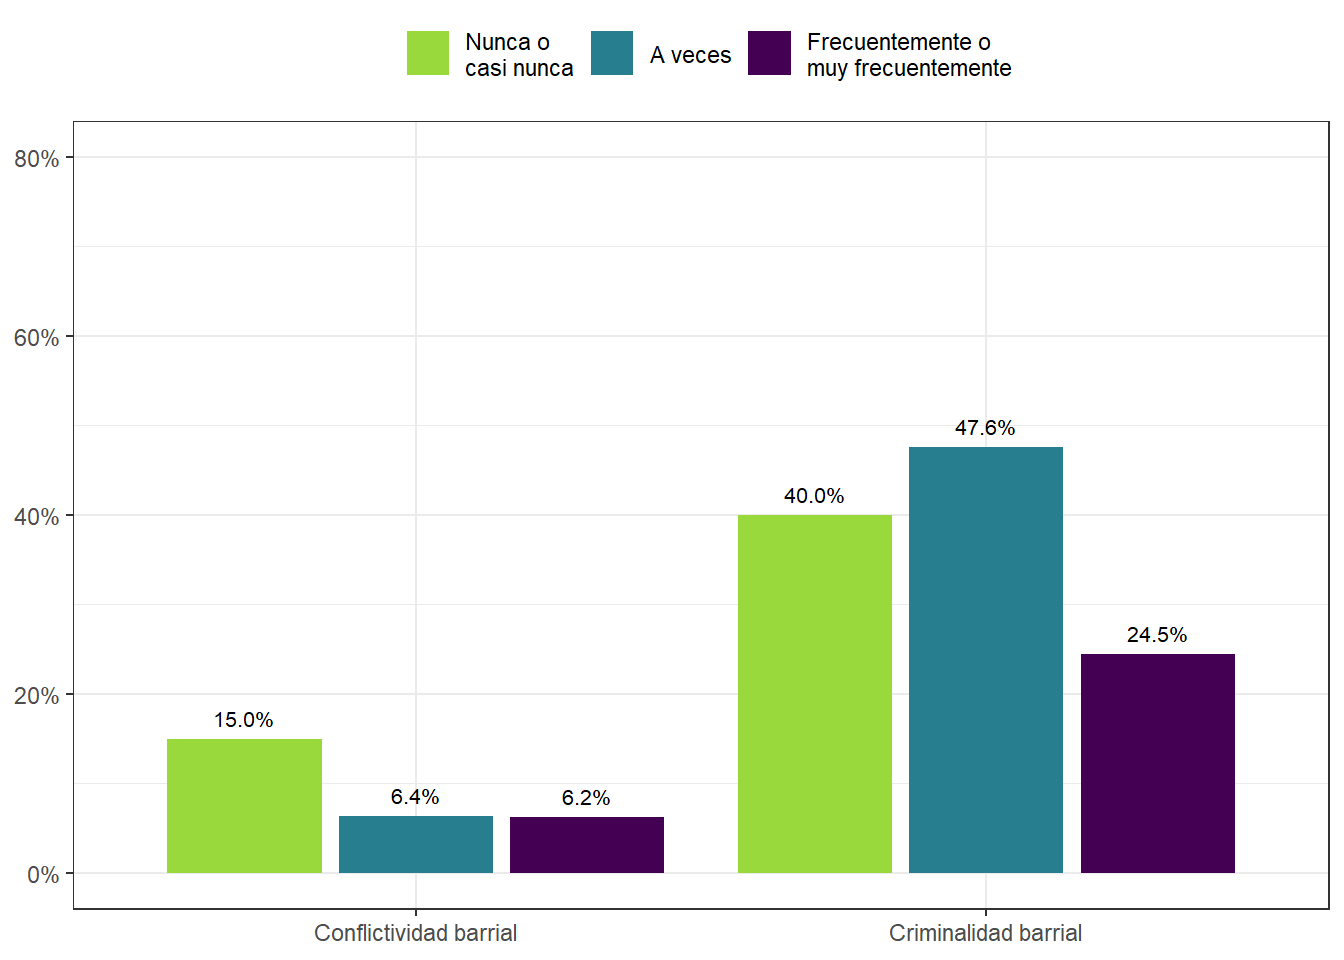 Nunca o
casi nunca
A veces
Frecuentemente o
muy frecuentemente
80%
60%
40%
20%
0%
15.0%
6.4%
6.2%
40.0%
47.6%
24.5%
Conflictividad barrial
Criminalidad barrial